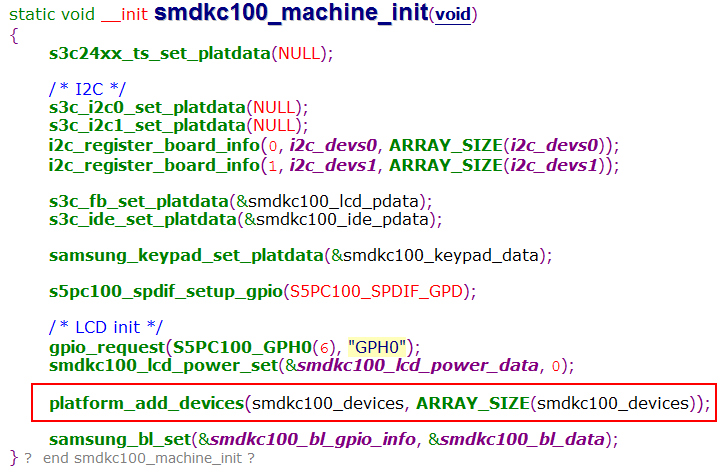 static void __init smdkc100_machine_init(void)
{
s3c24xx_ts_set_platdata(NULL);
/* I2C */
s3c_i2c0_set_platdata(NULL);
s3c_i2c1_set_platdata(NULL);
i2c_register_board_info(0, i2c_devs0, ARRAY_SIZE(i2c_devs0));
i2c_register_board_info(1, i2c_devs1, ARRAY_SIZE(i2c_devs1));
s3c_fb_set_platdata(&smdkc100_lcd_pdata);
s3c_ide_set_platdata(&smdkc100_ide_pdata);
samsung_keypad_set_platdata(&smdkc100_keypad_data);
s5pc100_spdif_setup_gpio(S5PC100_SPDIF_GPD);
/* LCD init */
gpio_request(S5PC100_GPH0(6), "GPH0");
smdkc100_lcd_power_set(&smdkc100_lcd_power_data, 0);
platform_add_devices(smdkc100_devices, ARRAY_SIZE(smdkc100_devices));
samsung_bl_set(&smdkc100_bl_gpio_info, &smdkc100_bl_data);
} ? end smdkc100_machine_init ?